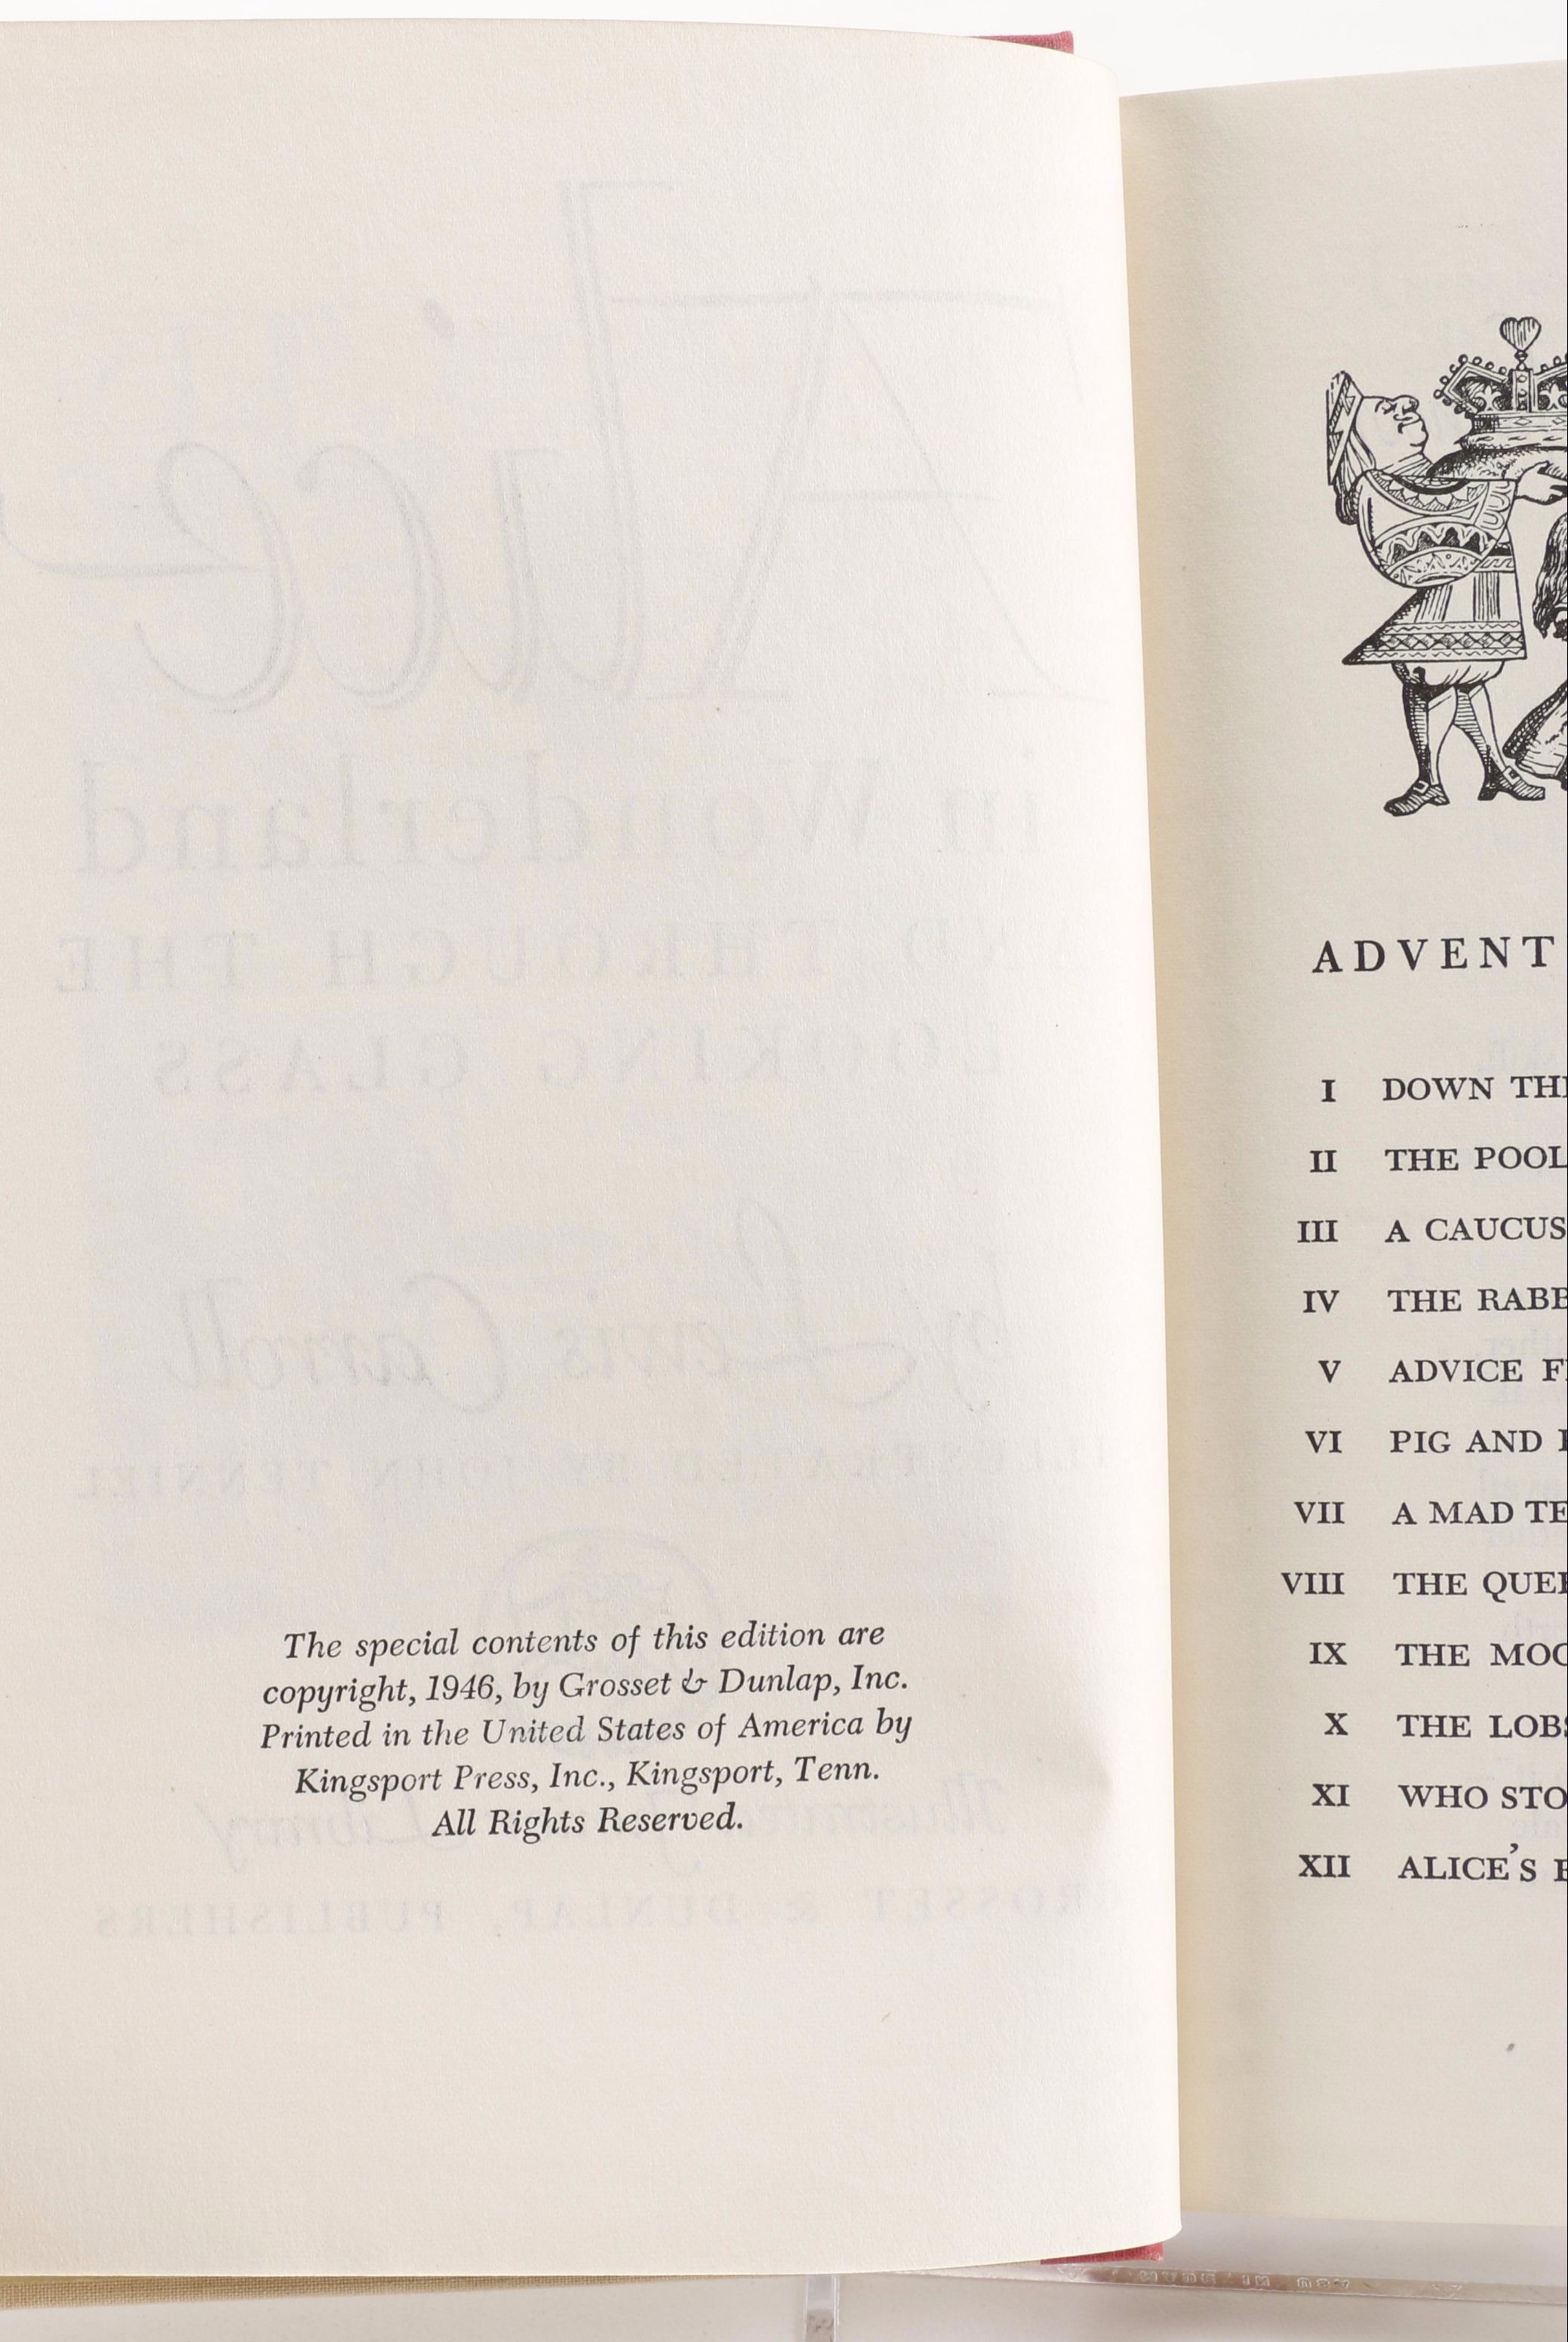 The special contents of this edition are
copyright, 1946, by Grosset & Dunlap, Inc.
Printed in the United States of America by
Kingsport Press, Inc., Kingsport, Tenn.
All Rights Reserved.
ADVENT
I DOWN THE
II THE POOL
III A CAUCUS
IV THE RABB
V ADVICE F
VI PIG AND
VII A MAD TE
VIII THE QUEE
IX THE MOC
X THE LOBS
XI WHO STO
XII ALICE'S